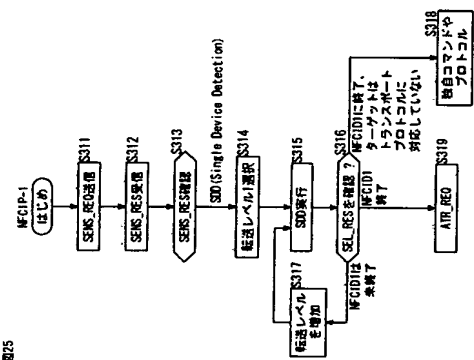 図25
NFCIP-1
はじめ
S311
SENS_REQ送信
S312
SENS_RES受信
S313
SENS_RES確認
SDD(Single Device Detection)
S314
転送レベル1選択
S315
SDD実行
S316
SEL_RESを確認?
S317
転送レベル
を増加
NFCID1は
未終了
NFCID1
終了
NFCID1に終了、
ターゲットは
トランスポート
プロトコルに
対応していない
S318
独自コマンドや
プロトコル
S319
ATR_REQ